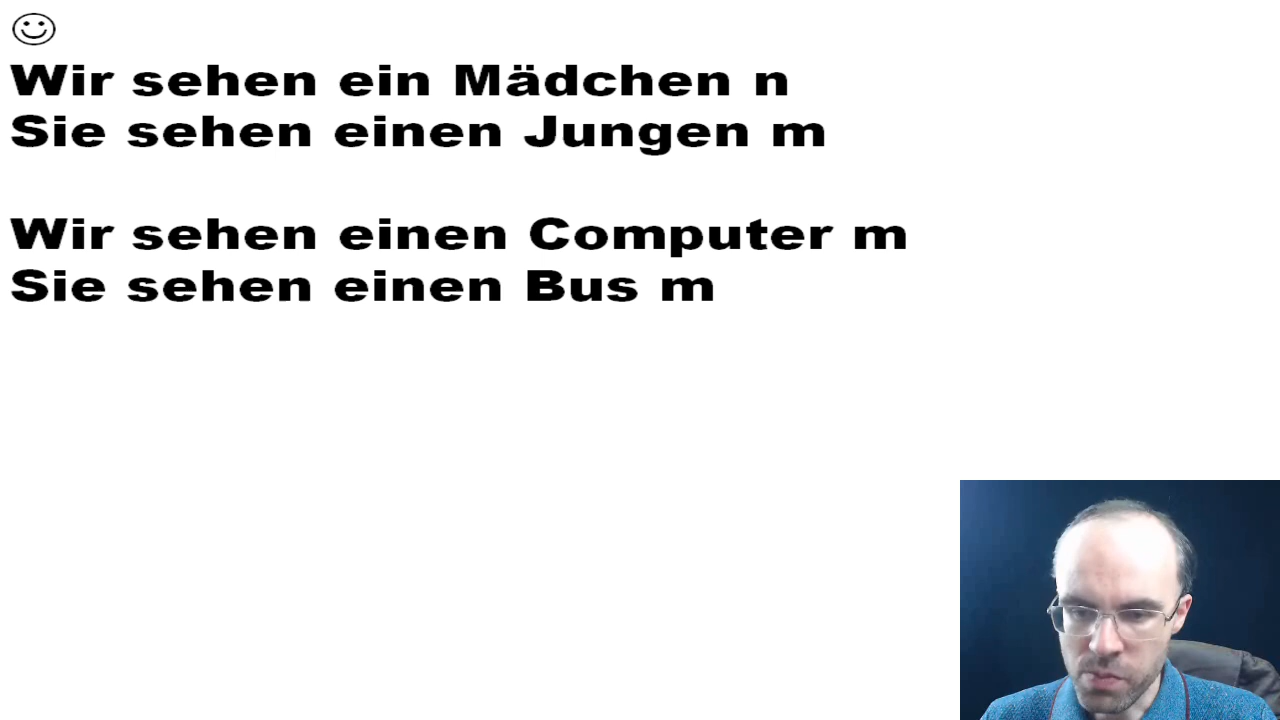 Wir sehen ein Mädchen n
Sie sehen einen Jungen m
Wir sehen einen Computer m
Sie sehen einen Bus m